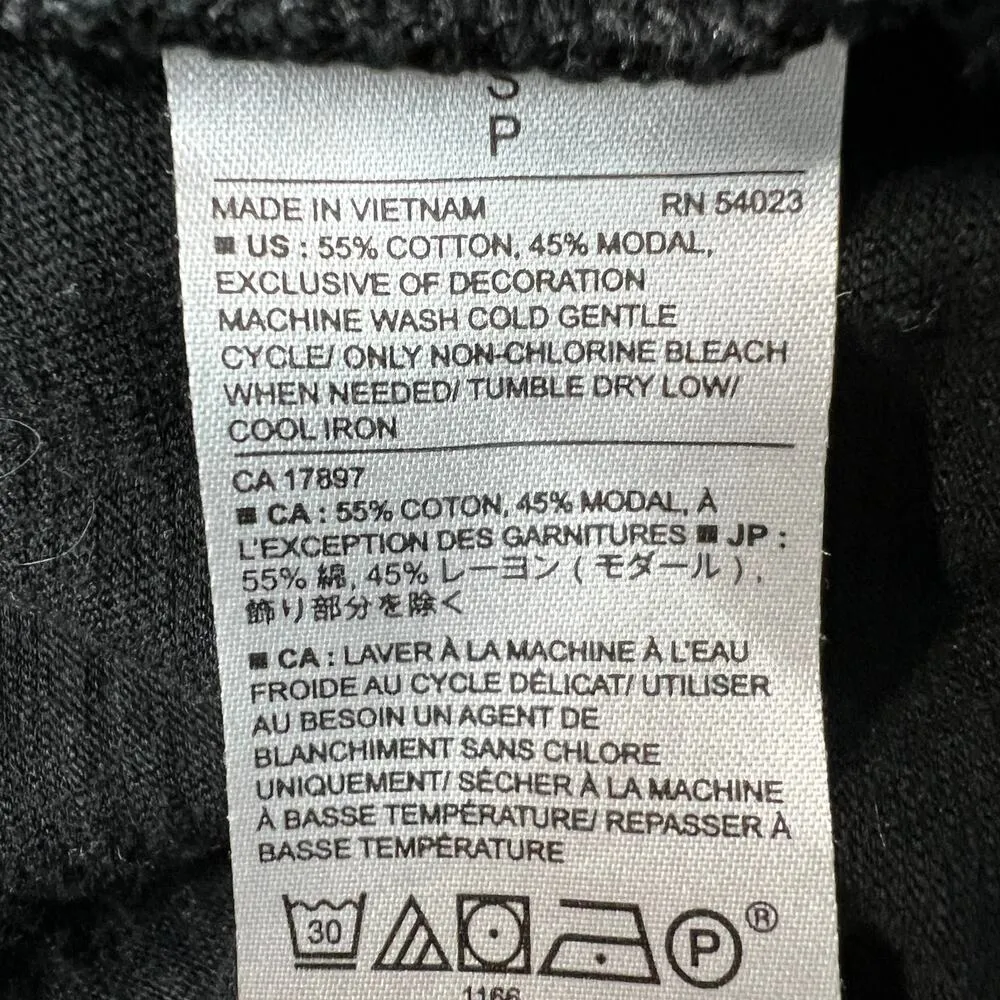 S
P
MADE IN VIETNAM RN 54023
■ US : 55% COTTON, 45% MODAL,
EXCLUSIVE OF DECORATION
MACHINE WASH COLD GENTLE
CYCLE/ ONLY NON-CHLORINE BLEACH
WHEN NEEDED/ TUMBLE DRY LOW/
COOL IRON
CA 17897
■ CA : 55% COTON, 45% MODAL, À
L'EXCEPTION DES GARNITURES ■ JP :
55% 綿, 45% レーヨン ( モダール ) ,
飾り部分を除く
■ CA : LAVER À LA MACHINE À L'EAU
FROIDE AU CYCLE DÉLICAT/ UTILISER
AU BESOIN UN AGENT DE
BLANCHIMENT SANS CHLORE
UNIQUEMENT/ SÉCHER À LA MACHINE
À BASSE TEMPÉRATURE/ REPASSER À
BASSE TEMPÉRATURE
30 P ®
1166